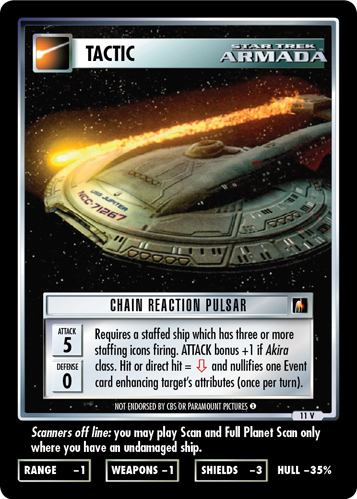 TACTIC
STAR TREK
ARMADA
USS JUPITER
NCC-71267
CHAIN REACTION PULSAR
ATTACK
5
DEFENSE
0
Requires a staffed ship which has three or more
staffing icons firing. ATTACK bonus +1 if Akira
class. Hit or direct hit = ⇩ and nullifies one Event
card enhancing target's attributes (once per turn).
NOT ENDORSED BY CBS OR PARAMOUNT PICTURES
11 V
Scanners off line: you may play Scan and Full Planet Scan only
where you have an undamaged ship.
RANGE –1 WEAPONS –1 SHIELDS –3 HULL –35%